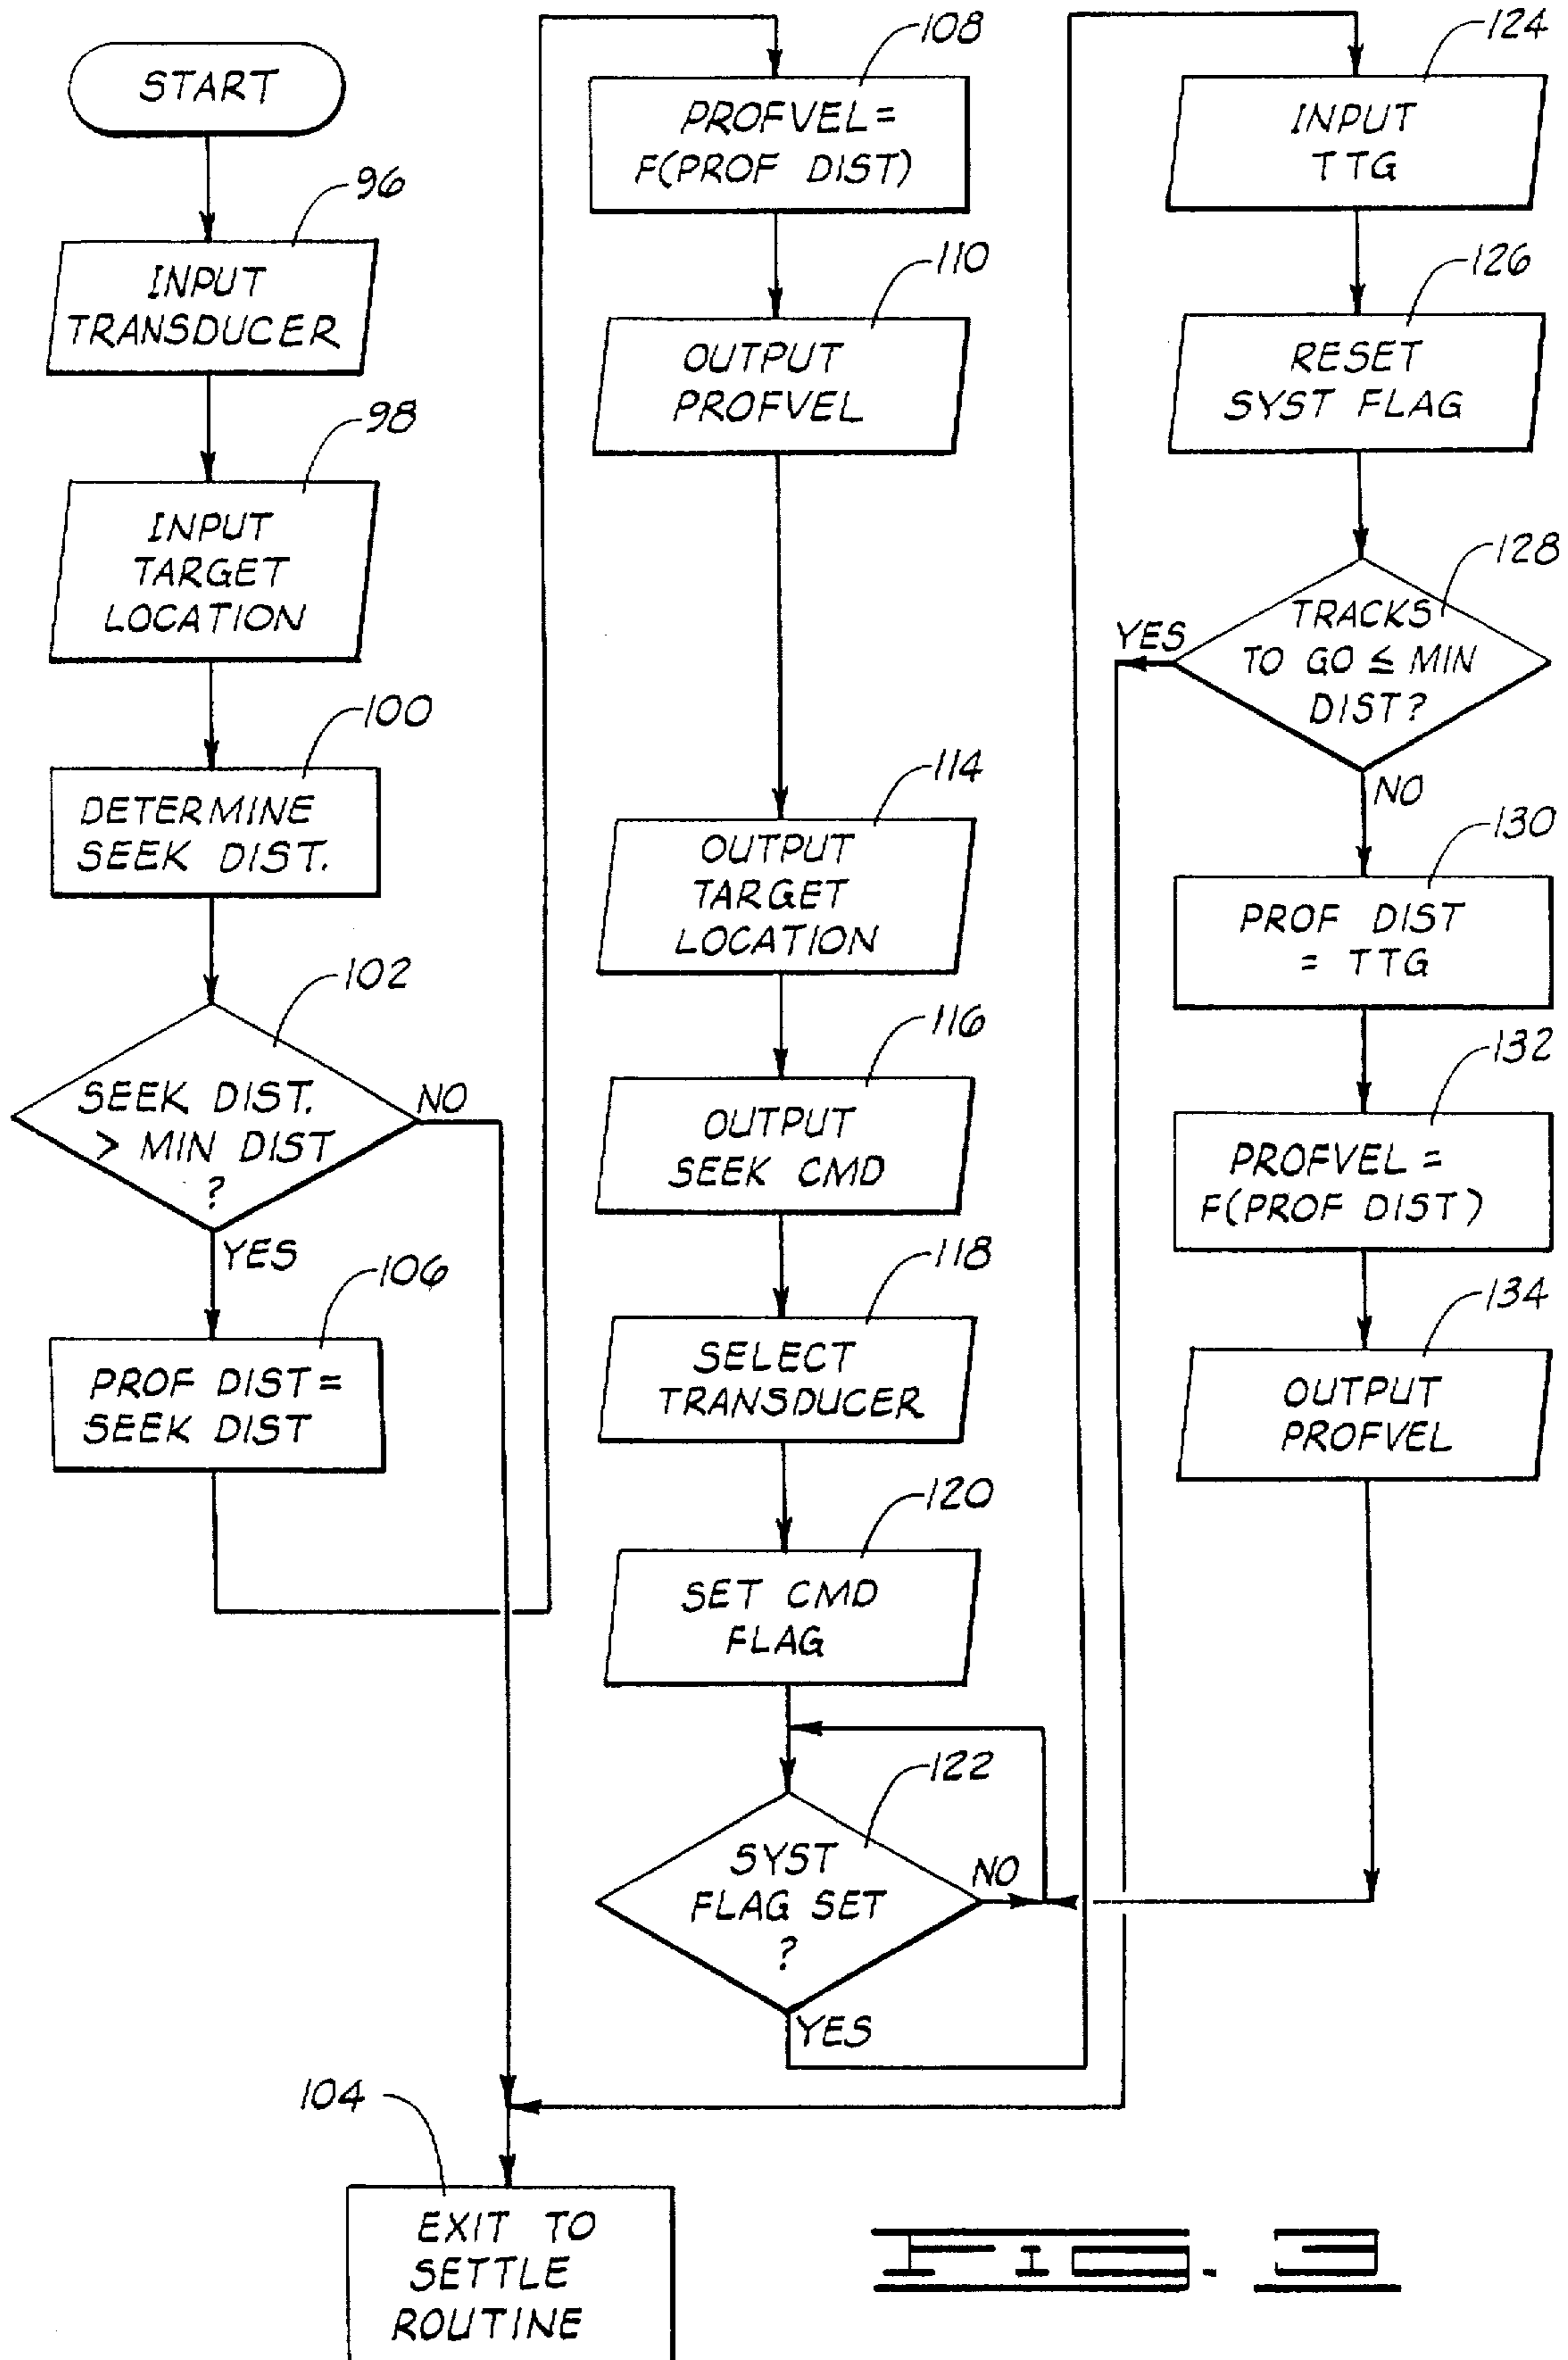 START
96
INPUT
TRANSDUCER
98
INPUT
TARGET
LOCATION
100
DETERMINE
SEEK DIST.
102
SEEK DIST.
> MIN DIST
?
NO
YES
106
PROF DIST =
SEEK DIST
108
PROFVEL =
F(PROF DIST)
110
OUTPUT
PROFVEL
114
OUTPUT
TARGET
LOCATION
116
OUTPUT
SEEK CMD
118
SELECT
TRANSDUCER
120
SET CMD
FLAG
122
SYST
FLAG SET
?
NO
YES
124
INPUT
TTG
126
RESET
SYST FLAG
128
TRACKS
TO GO ≤ MIN
DIST?
YES
NO
130
PROF DIST
= TTG
132
PROFVEL =
F(PROF DIST)
134
OUTPUT
PROFVEL
104
EXIT TO
SETTLE
ROUTINE
FIG. 3